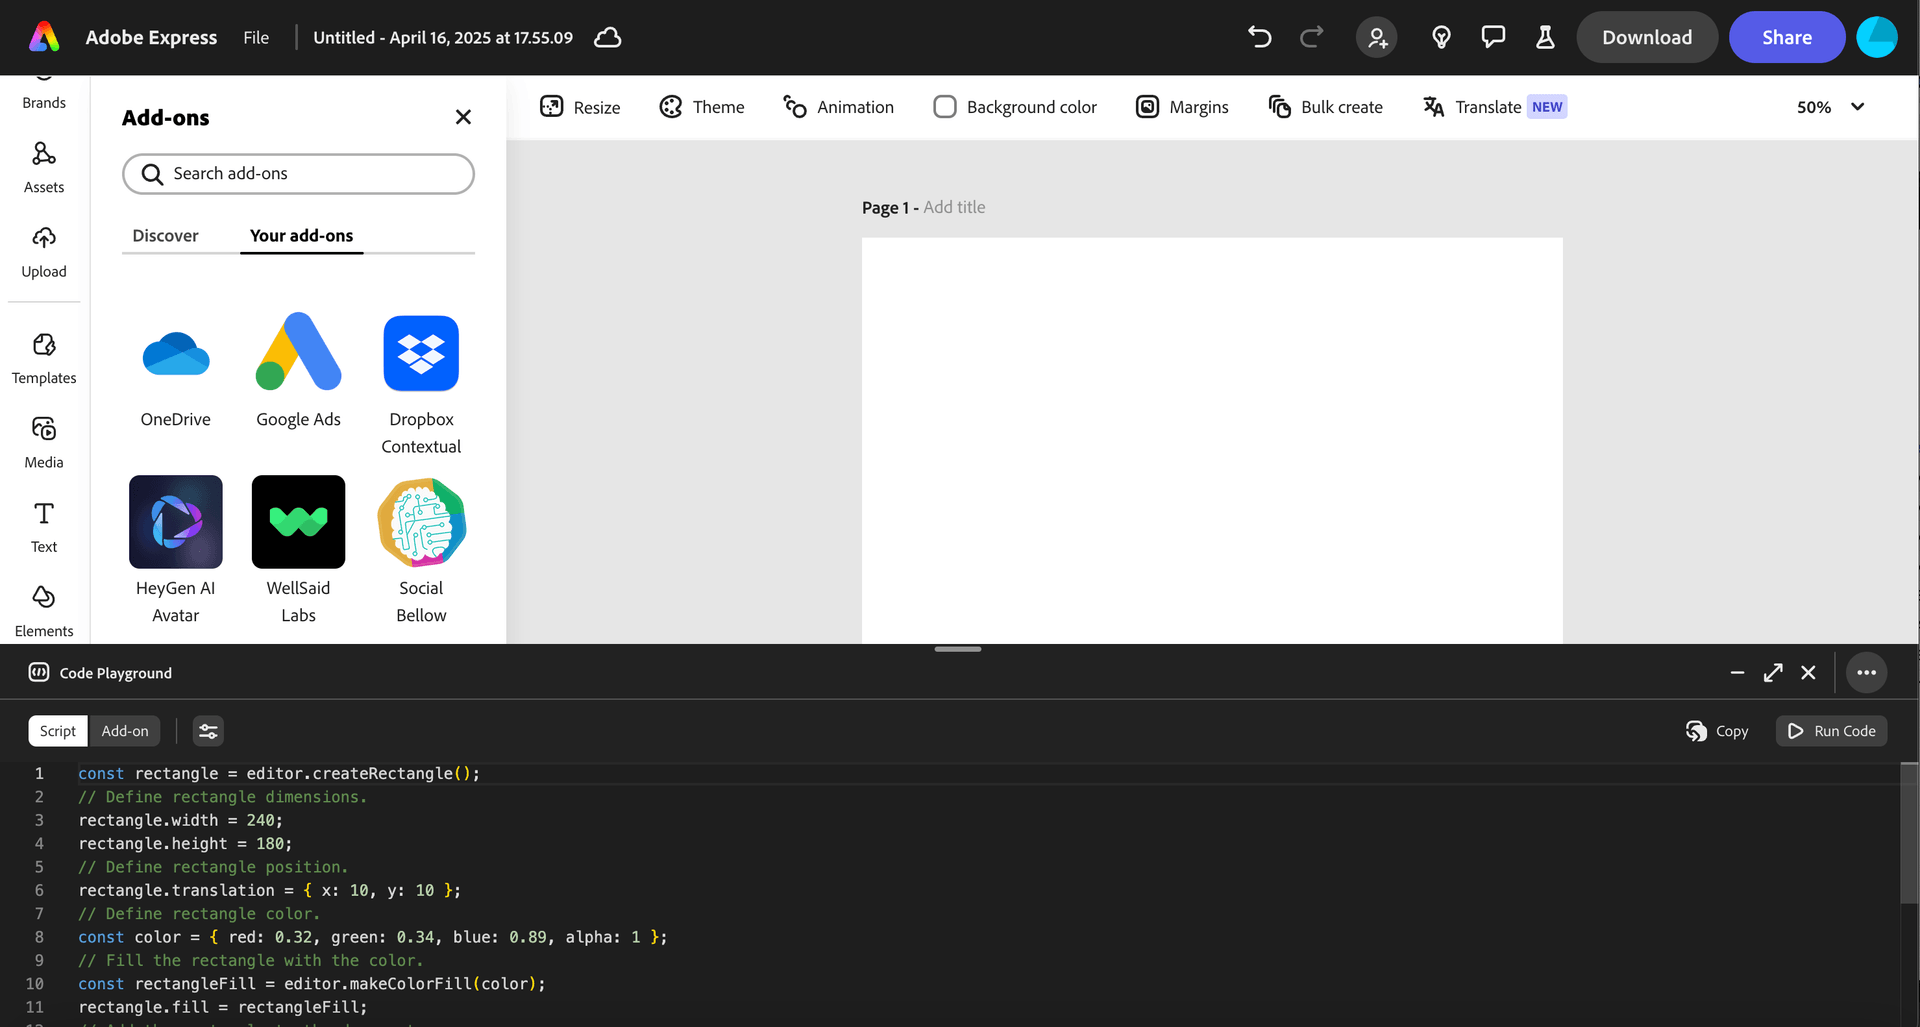 Adobe Express File Untitled - April 16, 2025 at 17.55.09 Download Share
Brands
Assets
Upload
Templates
Media
Text
Elements
Add-ons
Search add-ons
Discover Your add-ons
OneDrive
Google Ads
Dropbox
Contextual
HeyGen AI
Avatar
WellSaid
Labs
Social
Bellow
Resize Theme Animation Background color Margins Bulk create Translate NEW 50%
Page 1 - Add title
Code Playground
Script Add-on Copy Run Code
1 const rectangle = editor.createRectangle();
2 // Define rectangle dimensions.
3 rectangle.width = 240;
4 rectangle.height = 180;
5 // Define rectangle position.
6 rectangle.translation = { x: 10, y: 10 };
7 // Define rectangle color.
8 const color = { red: 0.32, green: 0.34, blue: 0.89, alpha: 1 };
9 // Fill the rectangle with the color.
10 const rectangleFill = editor.makeColorFill(color);
11 rectangle.fill = rectangleFill;